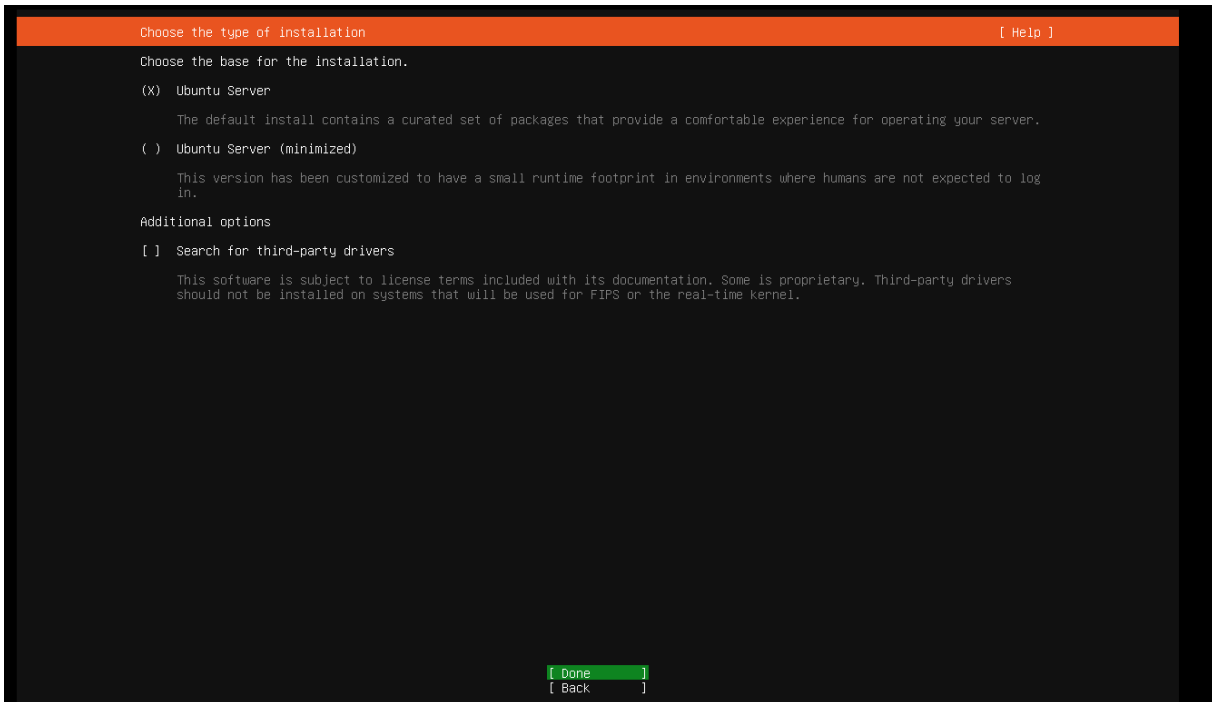 Choose the type of installation [ Help ]
Choose the base for the installation.
(X) Ubuntu Server
The default install contains a curated set of packages that provide a comfortable experience for operating your server.
( ) Ubuntu Server (minimized)
This version has been customized to have a small runtime footprint in environments where humans are not expected to log
in.
Additional options
[ ] Search for third-party drivers
This software is subject to license terms included with its documentation. Some is proprietary. Third-party drivers
should not be installed on systems that will be used for FIPS or the real-time kernel.
[ Done ]
[ Back ]